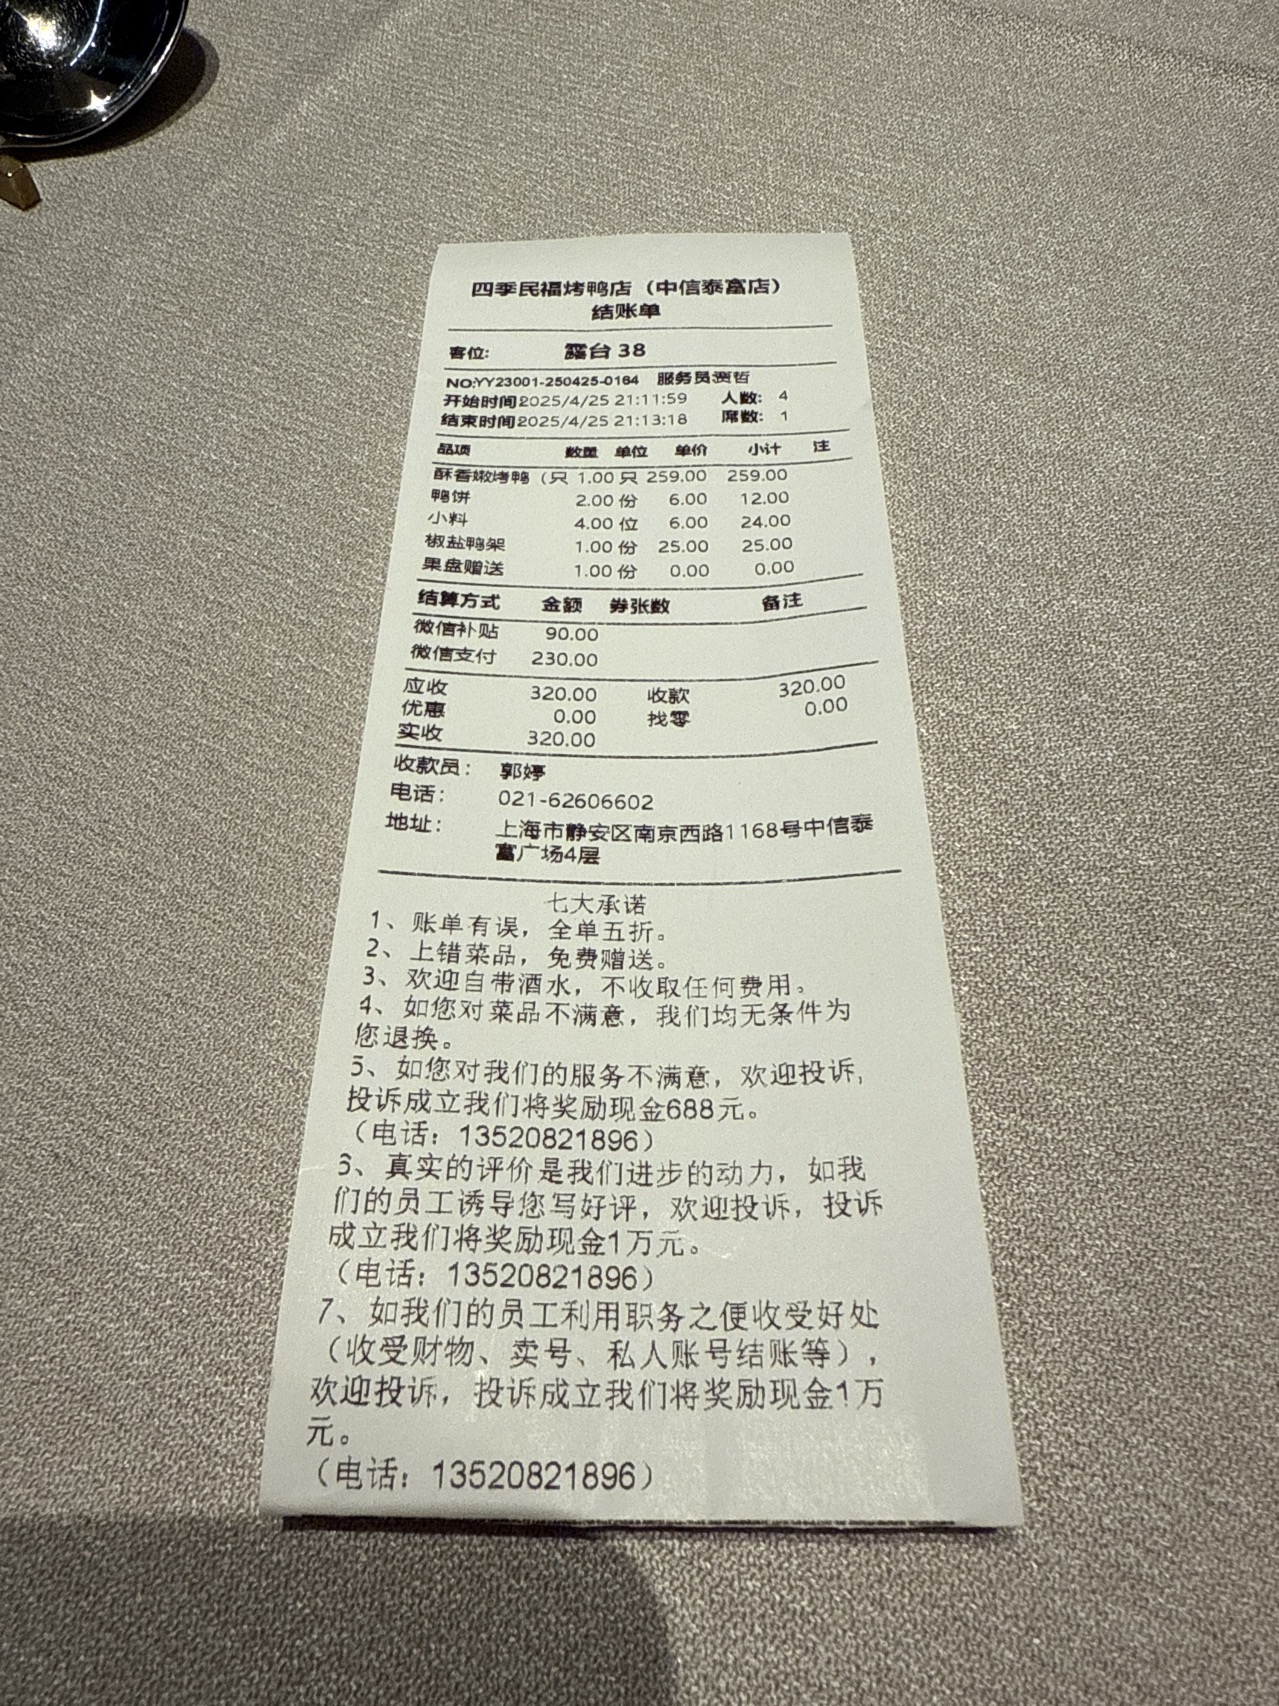 四季民福烤鸭店（中信泰富店）
结账单
客位: 露台 38
NO:YY23001-250425-0164 服务员:贾哲
开始时间2025/4/25 21:11:59 人数: 4
结束时间2025/4/25 21:13:18 席数: 1
品项 数量 单位 单价 小计 注
酥香嫩烤鸭（只 1.00 只 259.00 259.00
鸭饼 2.00 份 6.00 12.00
小料 4.00 位 6.00 24.00
椒盐鸭架 1.00 份 25.00 25.00
果盘赠送 1.00 份 0.00 0.00
结算方式 金额 券张数 备注
微信补贴 90.00
微信支付 230.00
应收 320.00 收款 320.00
优惠 0.00 找零 0.00
实收 320.00
收款员： 郭婷
电话： 021-62606602
地址： 上海市静安区南京西路1168号中信泰
富广场4层
七大承诺
1、账单有误，全单五折。
2、上错菜品，免费赠送。
3、欢迎自带酒水，不收取任何费用。
4、如您对菜品不满意，我们均无条件为
您退换。
5、如您对我们的服务不满意，欢迎投诉，
投诉成立我们将奖励现金688元。
（电话：13520821896）
6、真实的评价是我们进步的动力，如我
们的员工诱导您写好评，欢迎投诉，投诉
成立我们将奖励现金1万元。
（电话：13520821896）
7、如我们的员工利用职务之便收受好处
（收受财物、卖号、私人账号结账等），
欢迎投诉，投诉成立我们将奖励现金1万
元。
（电话：13520821896）